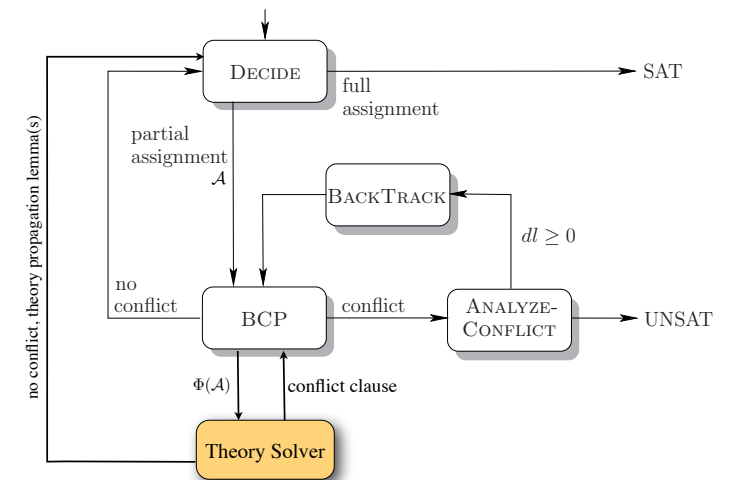 DECIDE
SAT
full
assignment
partial
assignment
𝒜
BACKTRACK
dl ≥ 0
no
conflict
BCP
conflict
ANALYZE-
CONFLICT
UNSAT
Φ(𝒜)
conflict clause
Theory Solver
no conflict, theory propagation lemma(s)